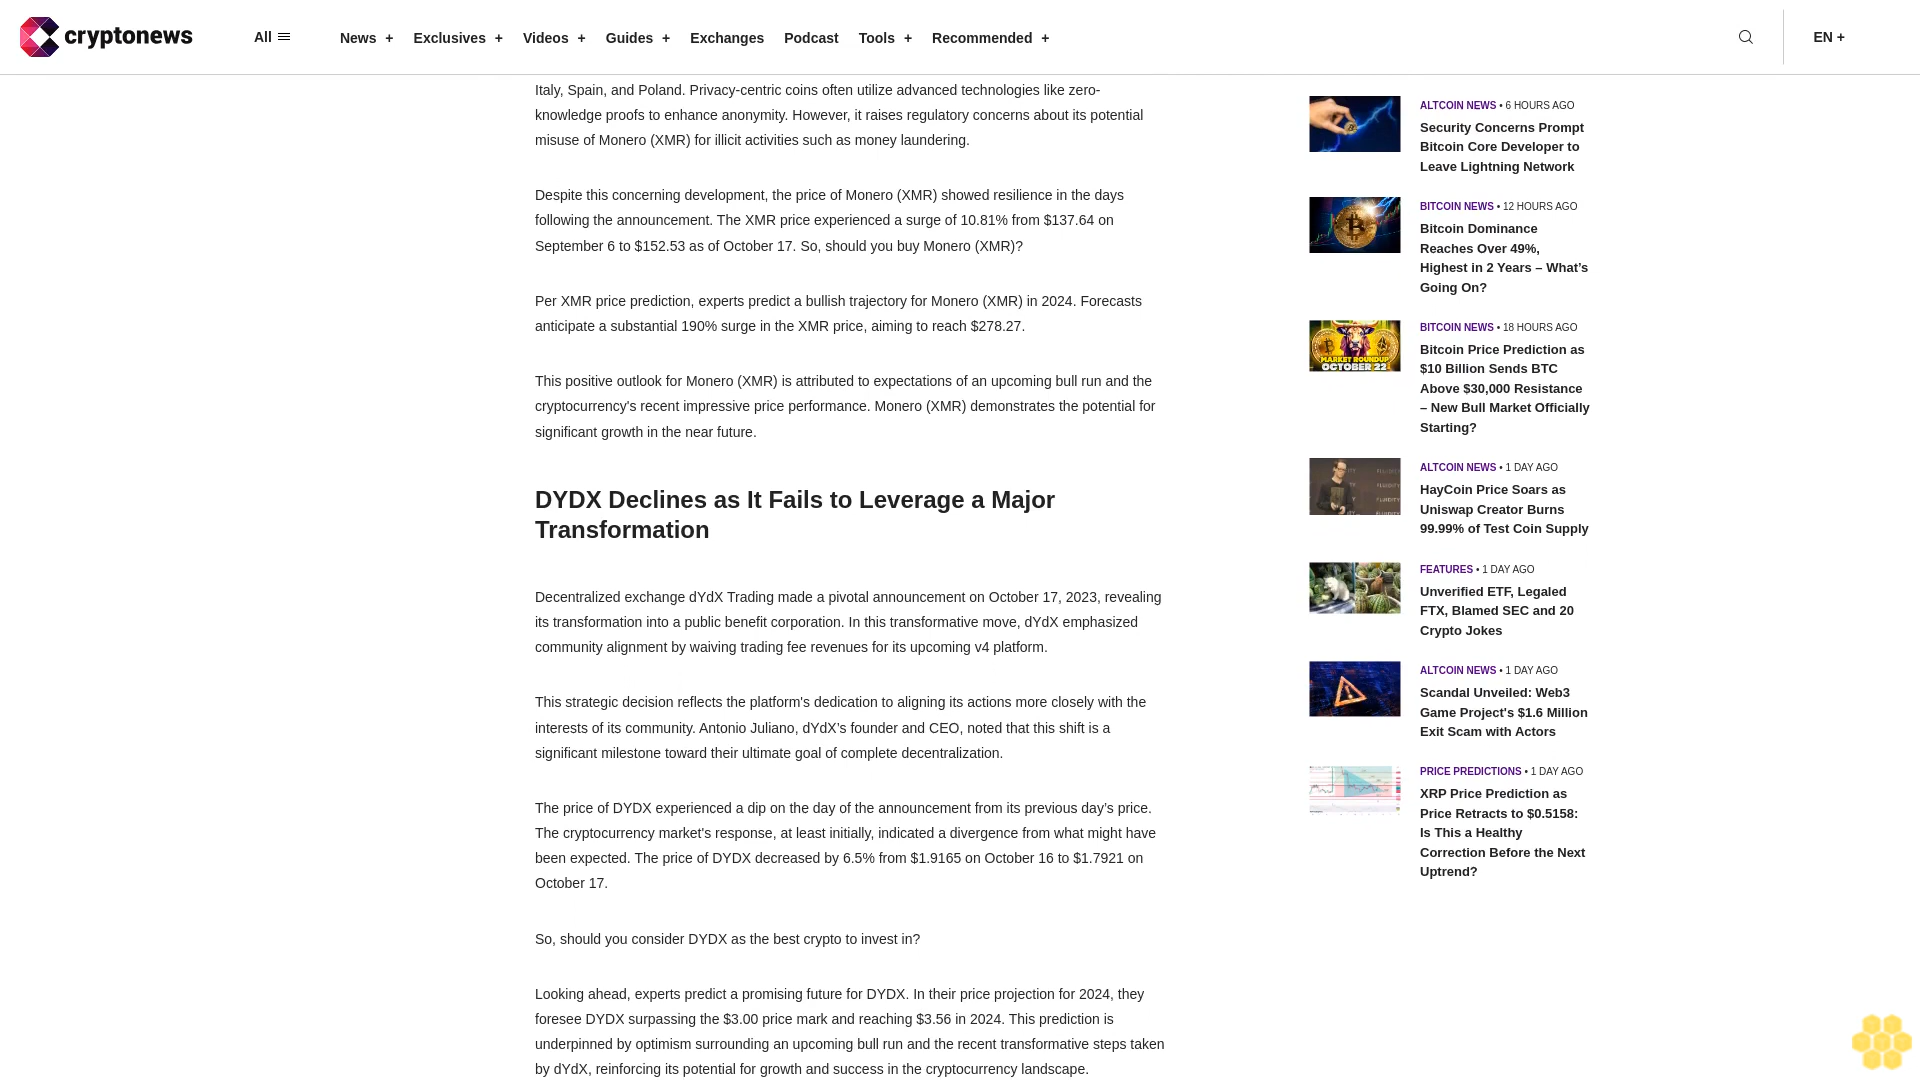 cryptonews
All
News +
Exclusives +
Videos +
Guides +
Exchanges
Podcast
Tools +
Recommended +
EN +
Italy, Spain, and Poland. Privacy-centric coins often utilize advanced technologies like zero-
knowledge proofs to enhance anonymity. However, it raises regulatory concerns about its potential
misuse of Monero (XMR) for illicit activities such as money laundering.
Despite this concerning development, the price of Monero (XMR) showed resilience in the days
following the announcement. The XMR price experienced a surge of 10.81% from $137.64 on
September 6 to $152.53 as of October 17. So, should you buy Monero (XMR)?
Per XMR price prediction, experts predict a bullish trajectory for Monero (XMR) in 2024. Forecasts
anticipate a substantial 190% surge in the XMR price, aiming to reach $278.27.
This positive outlook for Monero (XMR) is attributed to expectations of an upcoming bull run and the
cryptocurrency's recent impressive price performance. Monero (XMR) demonstrates the potential for
significant growth in the near future.
DYDX Declines as It Fails to Leverage a Major
Transformation
Decentralized exchange dYdX Trading made a pivotal announcement on October 17, 2023, revealing
its transformation into a public benefit corporation. In this transformative move, dYdX emphasized
community alignment by waiving trading fee revenues for its upcoming v4 platform.
This strategic decision reflects the platform's dedication to aligning its actions more closely with the
interests of its community. Antonio Juliano, dYdX’s founder and CEO, noted that this shift is a
significant milestone toward their ultimate goal of complete decentralization.
The price of DYDX experienced a dip on the day of the announcement from its previous day’s price.
The cryptocurrency market's response, at least initially, indicated a divergence from what might have
been expected. The price of DYDX decreased by 6.5% from $1.9165 on October 16 to $1.7921 on
October 17.
So, should you consider DYDX as the best crypto to invest in?
Looking ahead, experts predict a promising future for DYDX. In their price projection for 2024, they
foresee DYDX surpassing the $3.00 price mark and reaching $3.56 in 2024. This prediction is
underpinned by optimism surrounding an upcoming bull run and the recent transformative steps taken
by dYdX, reinforcing its potential for growth and success in the cryptocurrency landscape.
ALTCOIN NEWS • 6 HOURS AGO
Security Concerns Prompt
Bitcoin Core Developer to
Leave Lightning Network
BITCOIN NEWS • 12 HOURS AGO
Bitcoin Dominance
Reaches Over 49%,
Highest in 2 Years – What’s
Going On?
MARKET ROUNDUP
OCTOBER 22
BITCOIN NEWS • 18 HOURS AGO
Bitcoin Price Prediction as
$10 Billion Sends BTC
Above $30,000 Resistance
– New Bull Market Officially
Starting?
ALTCOIN NEWS • 1 DAY AGO
HayCoin Price Soars as
Uniswap Creator Burns
99.99% of Test Coin Supply
FEATURES • 1 DAY AGO
Unverified ETF, Legaled
FTX, Blamed SEC and 20
Crypto Jokes
ALTCOIN NEWS • 1 DAY AGO
Scandal Unveiled: Web3
Game Project's $1.6 Million
Exit Scam with Actors
PRICE PREDICTIONS • 1 DAY AGO
XRP Price Prediction as
Price Retracts to $0.5158:
Is This a Healthy
Correction Before the Next
Uptrend?